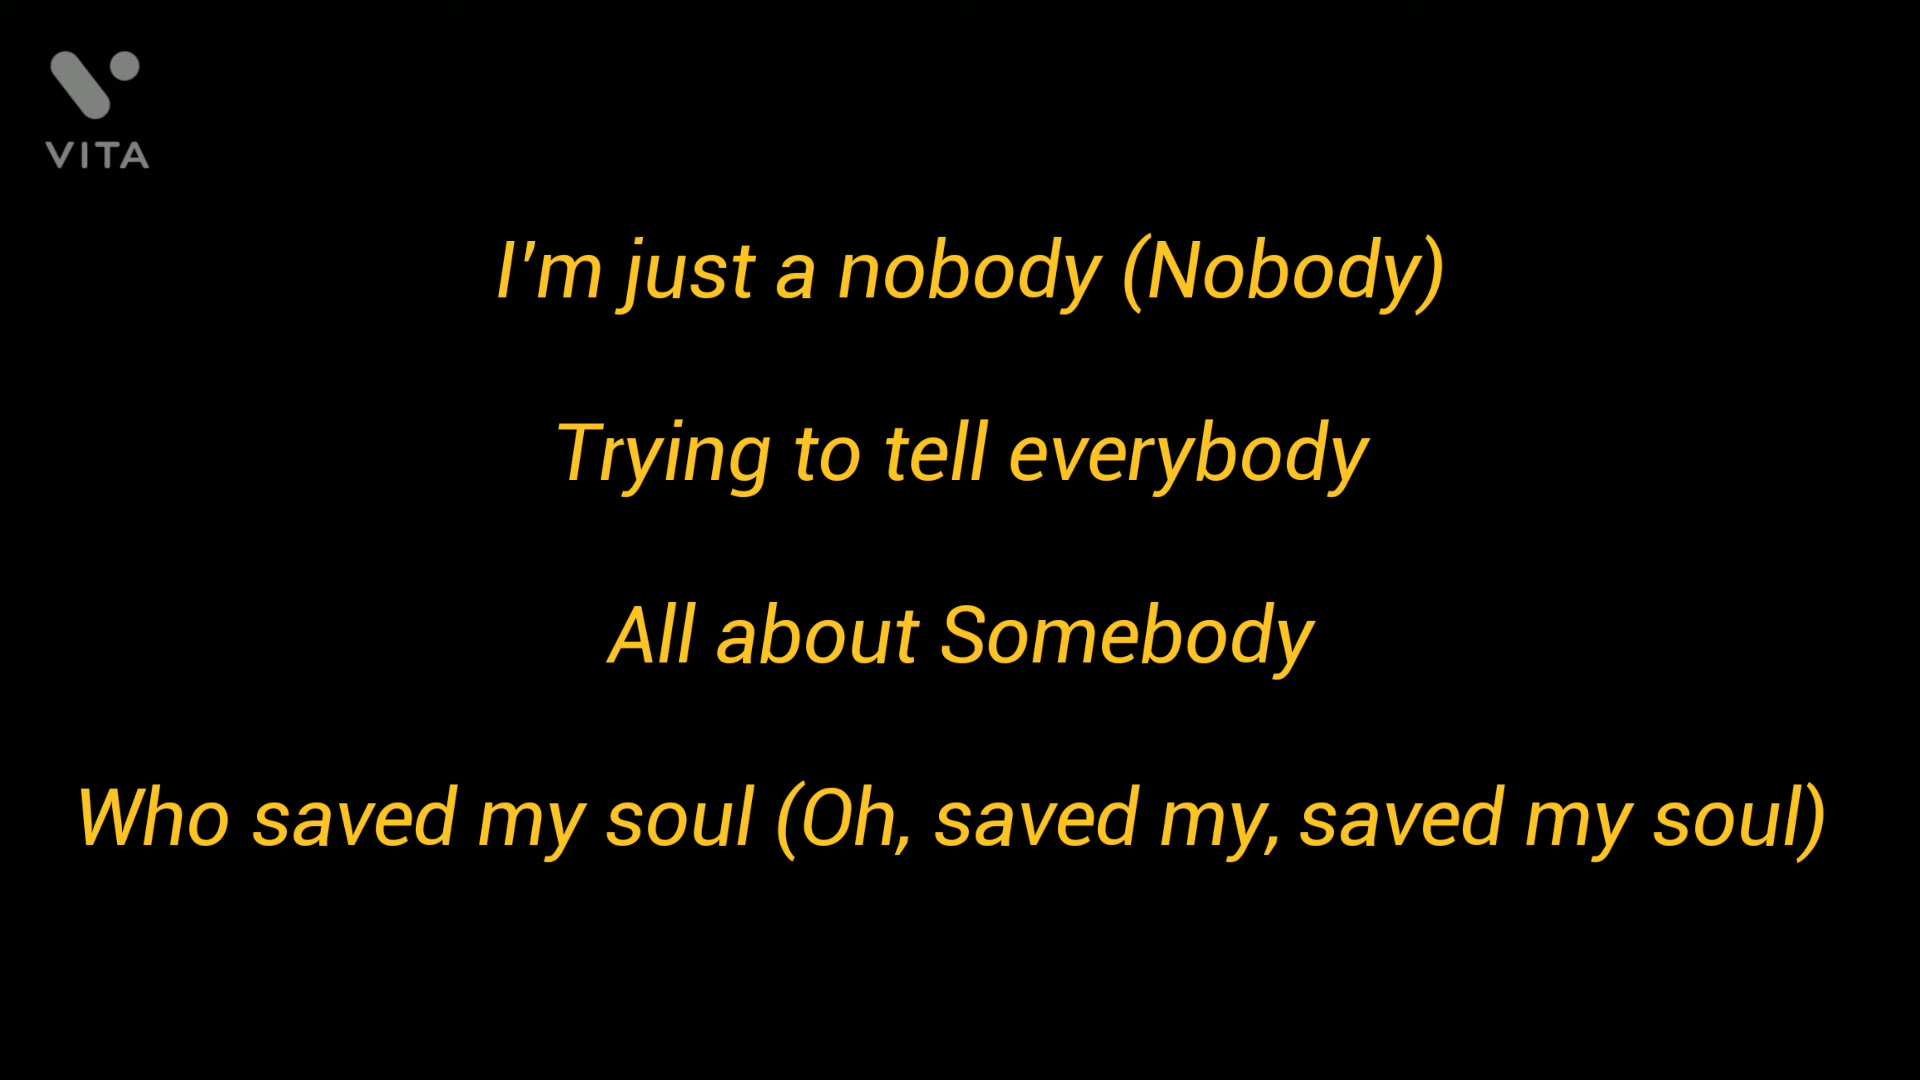 VITA
I'm just a nobody (Nobody)
Trying to tell everybody
All about Somebody
Who saved my soul (Oh, saved my, saved my soul)